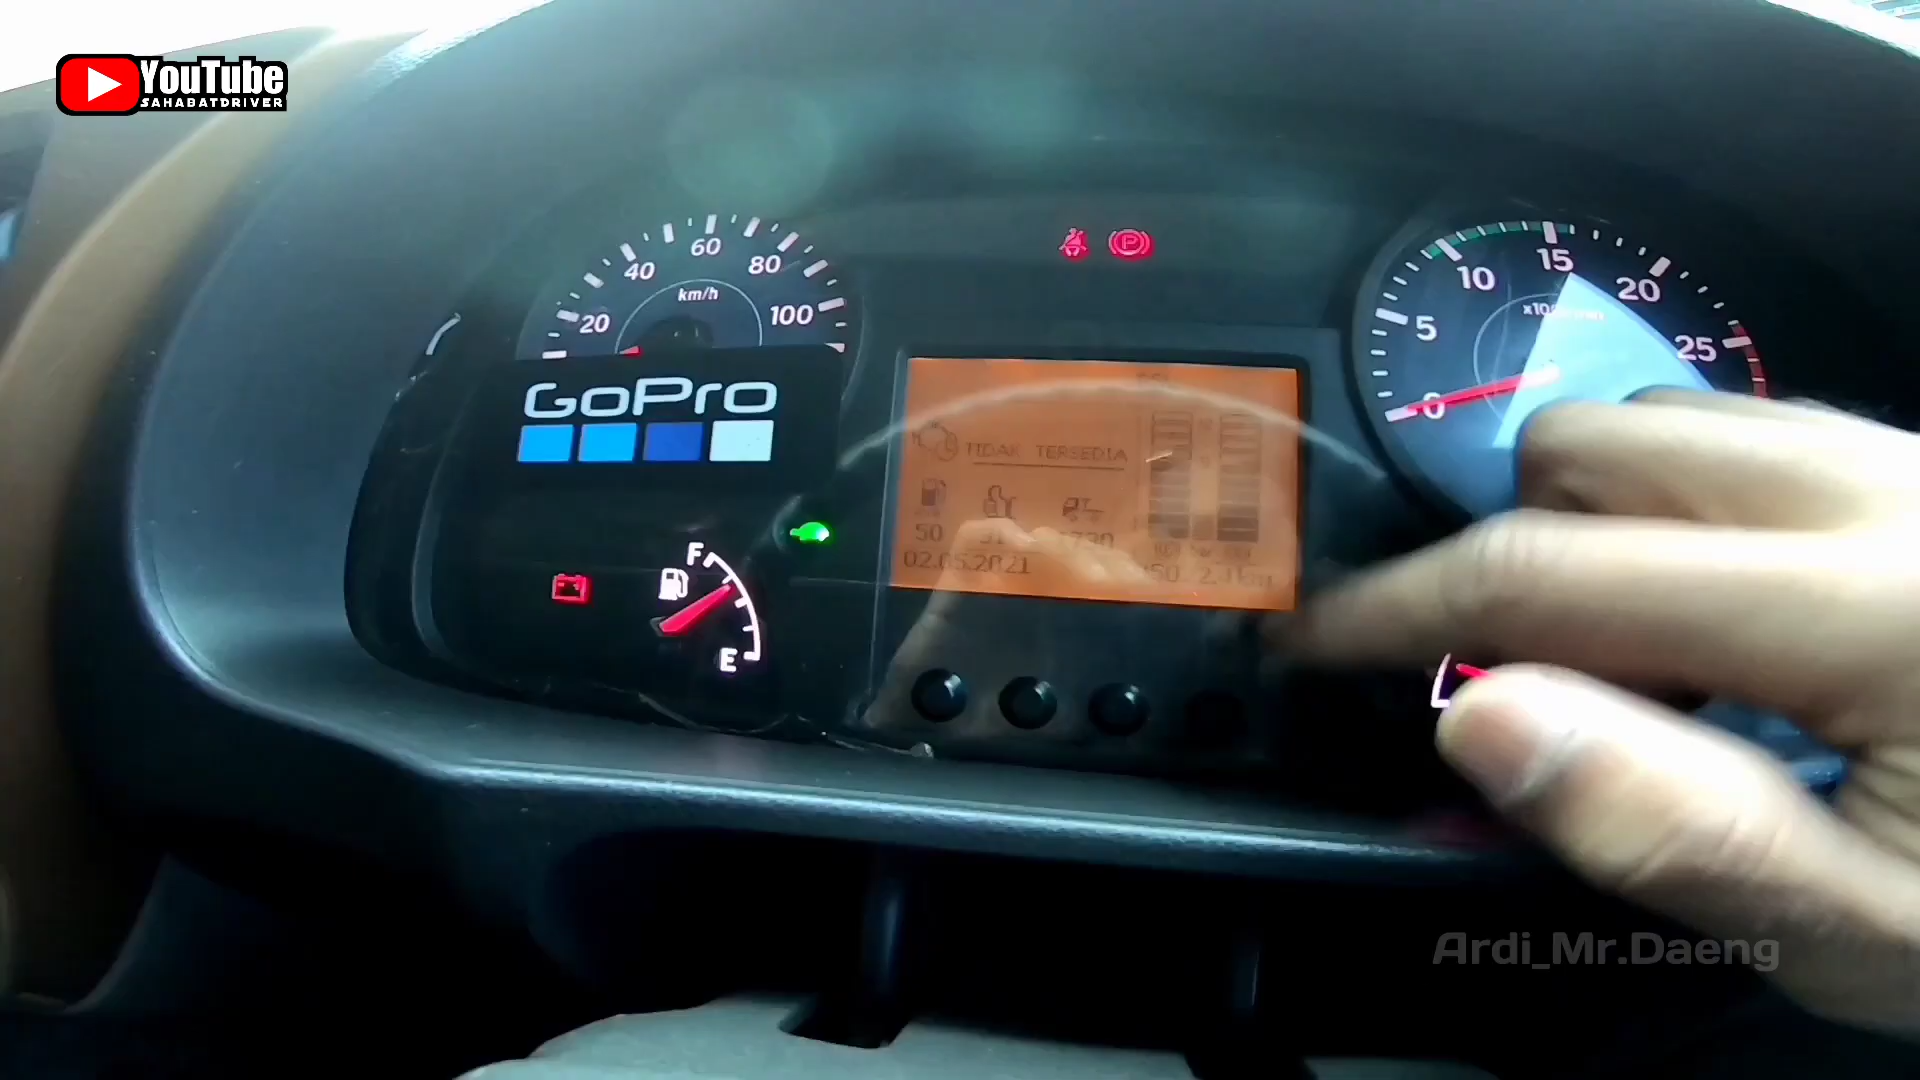 YouTube
SAHABATDRIVER
20
40
60
80
100
km/h
P
0
5
10
15
20
25
GoPro
TIDAK TERSEDIA
50
02.05.2021
F
E
Ardi_Mr.Daeng